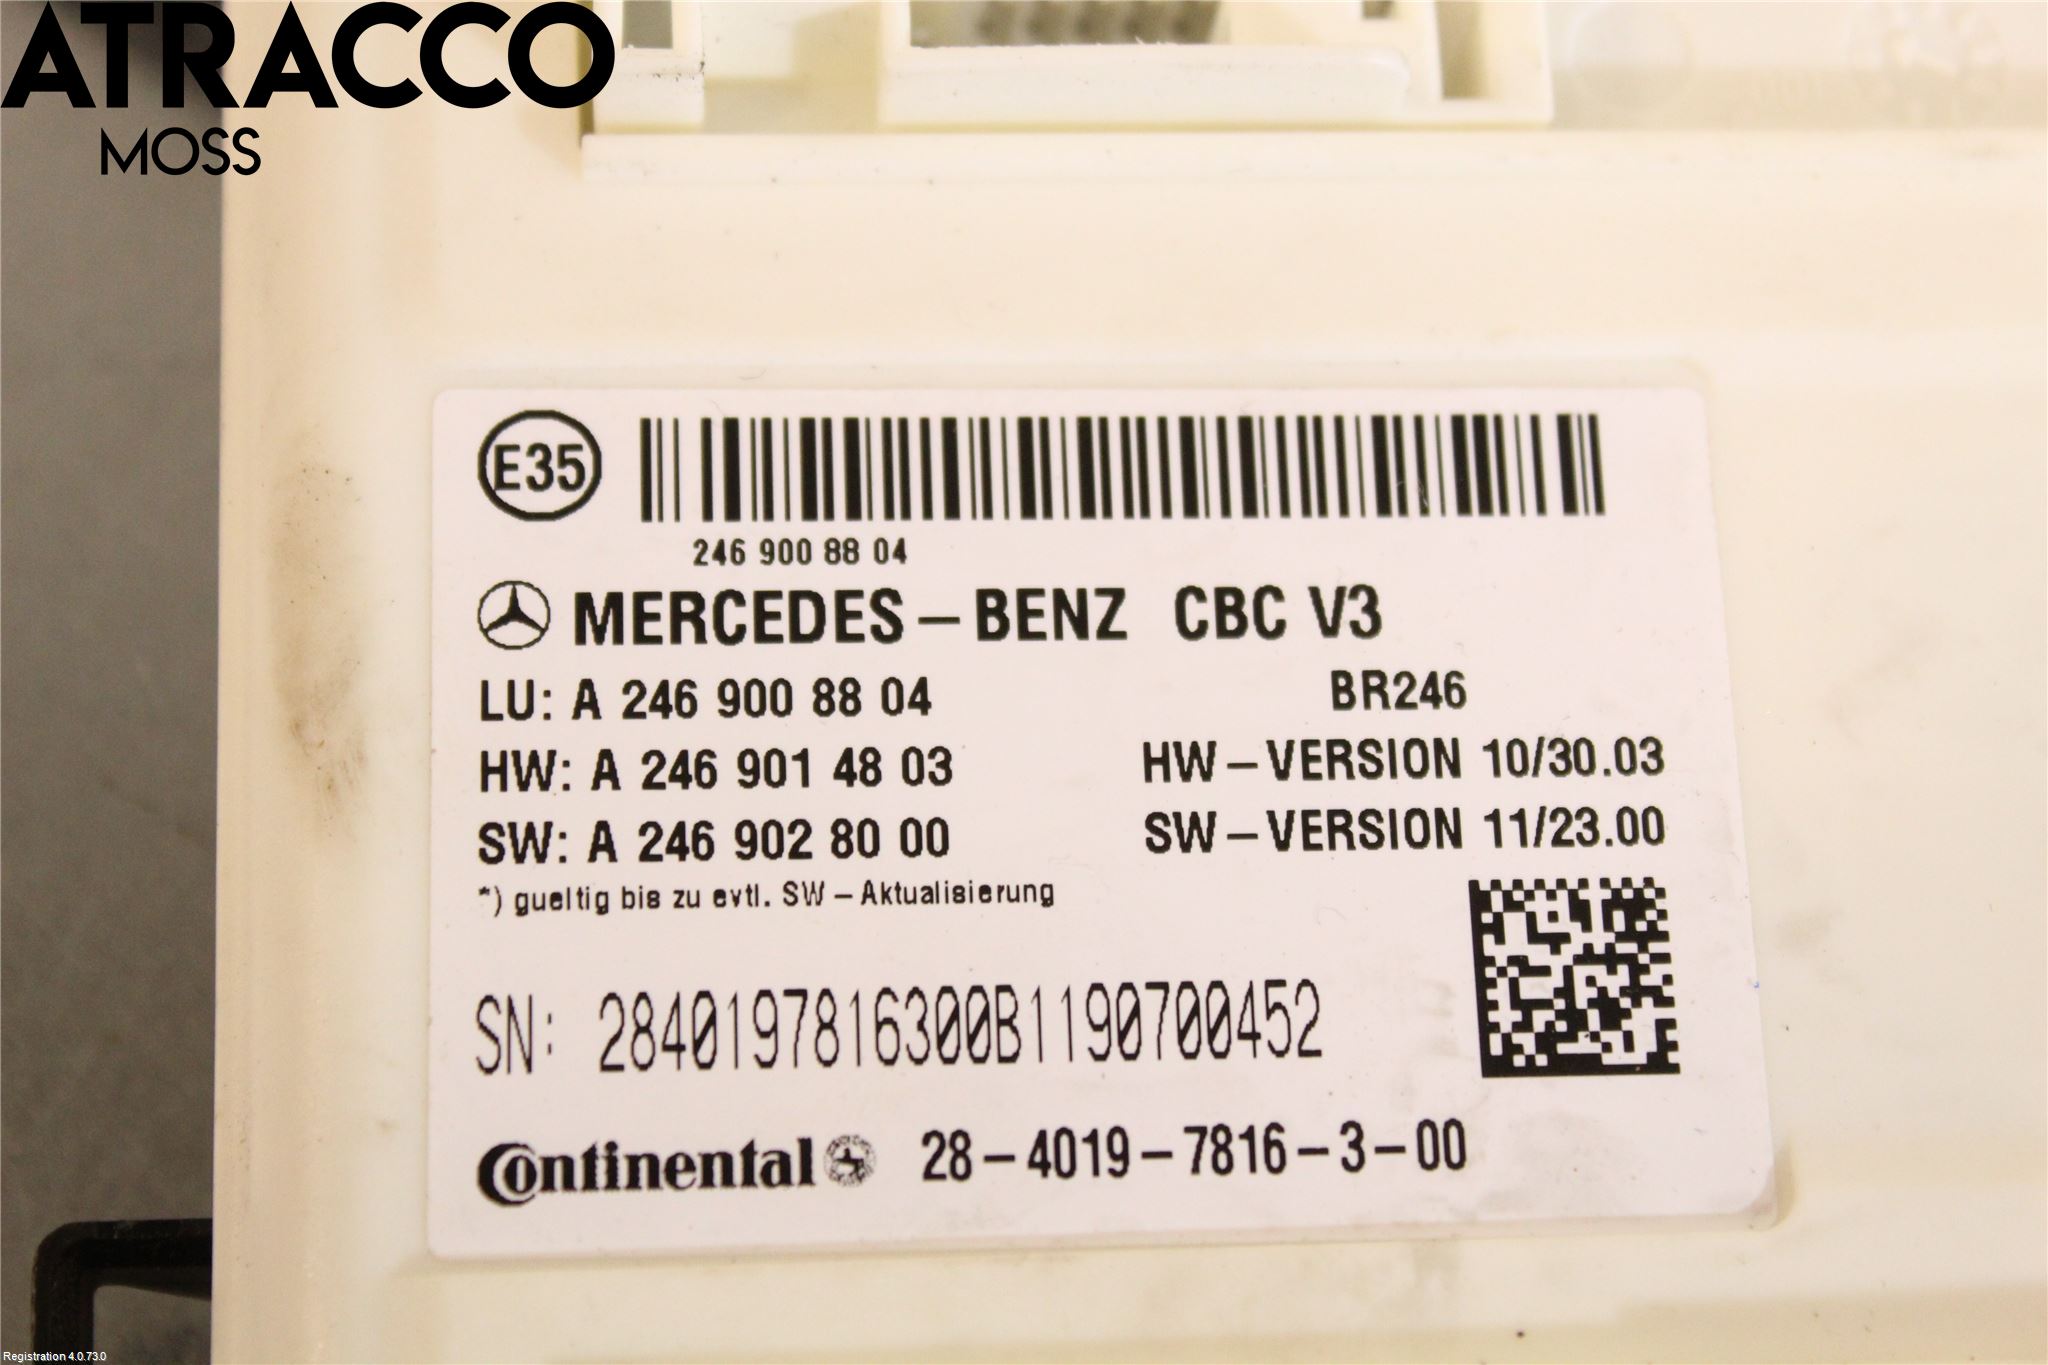 ATRACCO
MOSS
E35
246 900 88 04
MERCEDES-BENZ CBC V3
LU: A 246 900 88 04 BR246
HW: A 246 901 48 03 HW-VERSION 10/30.03
SW: A 246 902 80 00 SW-VERSION 11/23.00
*) gueltig bis zu evtl. SW-Aktualisierung
SN: 2840197816300B1190700452
Continental 28-4019-7816-3-00
Registration 4.0.73.0